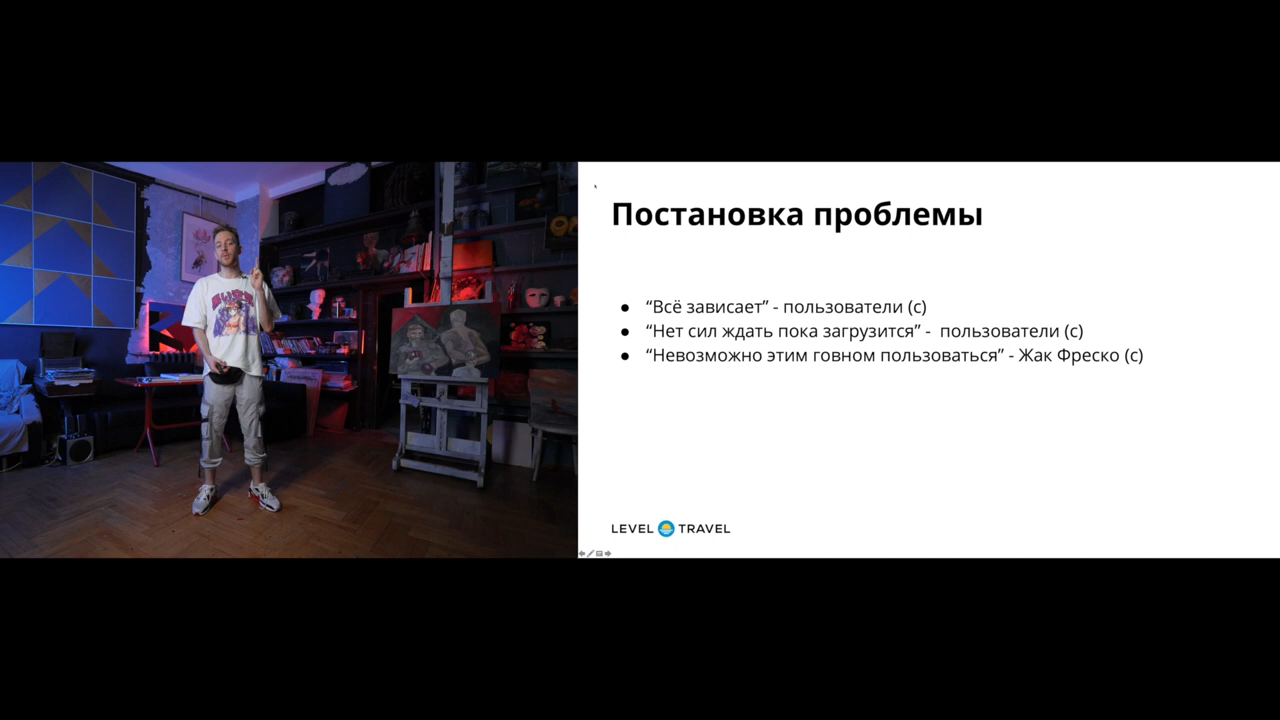 Постановка проблемы
● “Всё зависает” - пользователи (с)
● “Нет сил ждать пока загрузится” -  пользователи (с)
● “Невозможно этим говном пользоваться” - Жак Фреско (с)
LEVEL TRAVEL